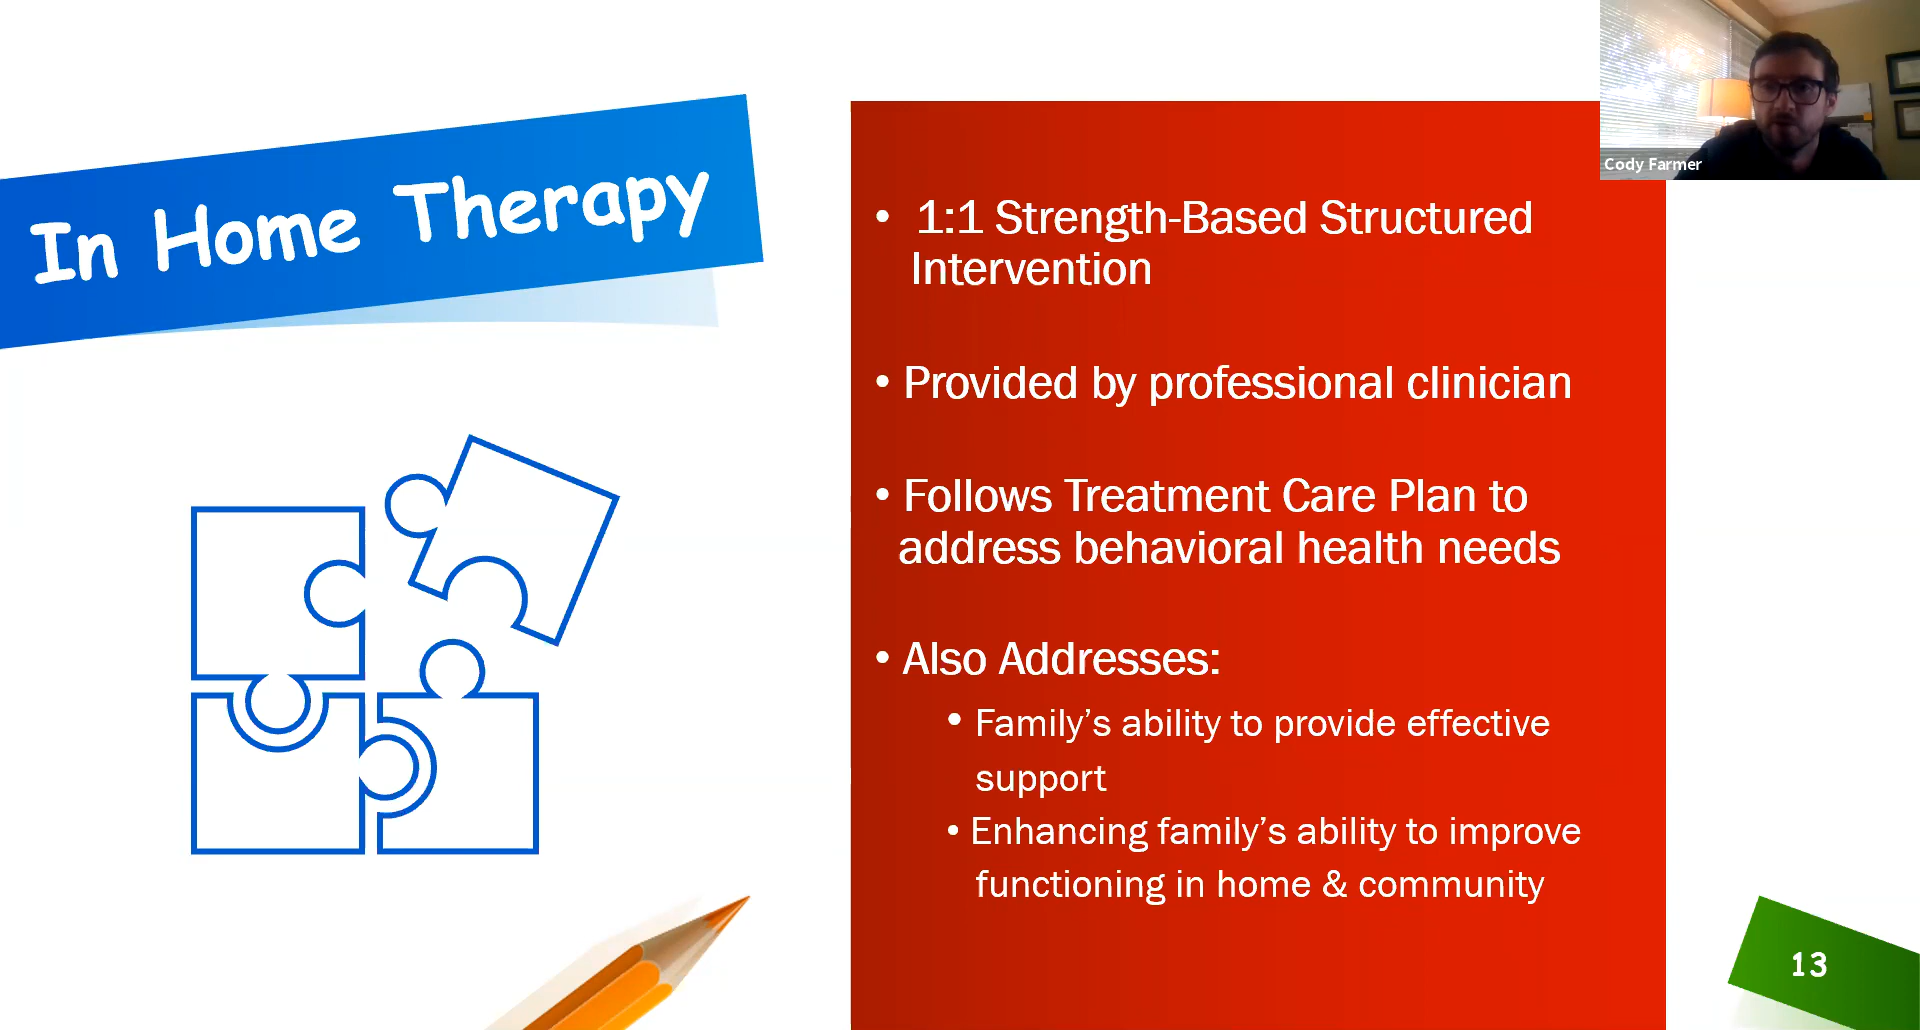 Cody Farmer
In Home Therapy
• 1:1 Strength-Based Structured
Intervention
• Provided by professional clinician
• Follows Treatment Care Plan to
address behavioral health needs
• Also Addresses:
• Family’s ability to provide effective
support
• Enhancing family’s ability to improve
functioning in home & community
13